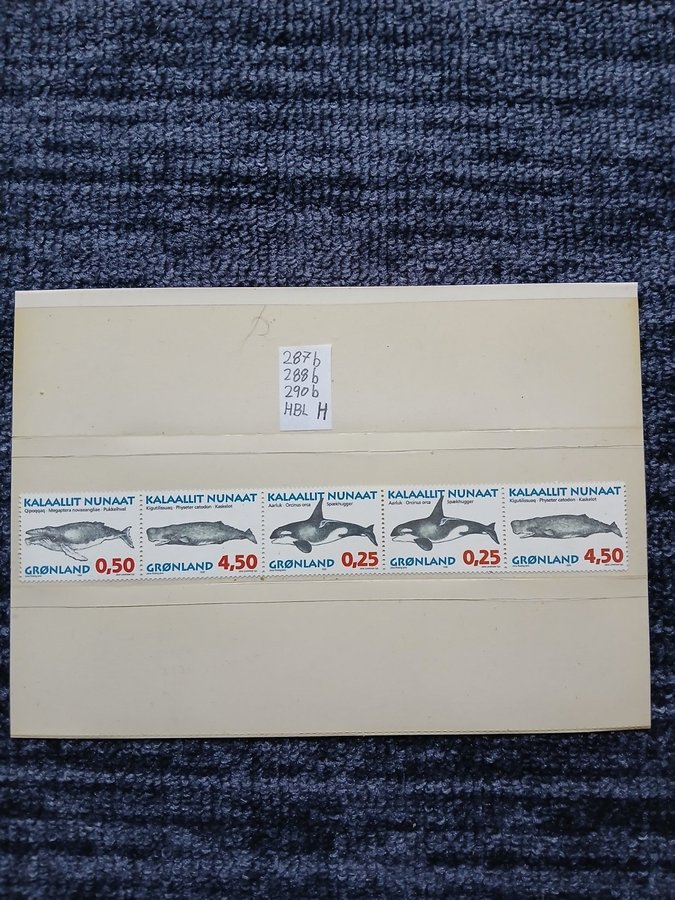 287b
288b
290b
HBL H
KALAALLIT NUNAAT
Qipoqqaq · Megaptera novaeangliae · Pukkelhval
GRØNLAND 0,50
KALAALLIT NUNAAT
Kigutilissuaq · Physeter catodon · Kaskelot
GRØNLAND 4,50
KALAALLIT NUNAAT
Aarluk · Orcinus orca Spækhugger
GRØNLAND 0,25
KALAALLIT NUNAAT
Aarluk · Orcinus orca Spækhugger
GRØNLAND 0,25
KALAALLIT NUNAAT
Kigutilissuaq · Physeter catodon · Kaskelot
GRØNLAND 4,50